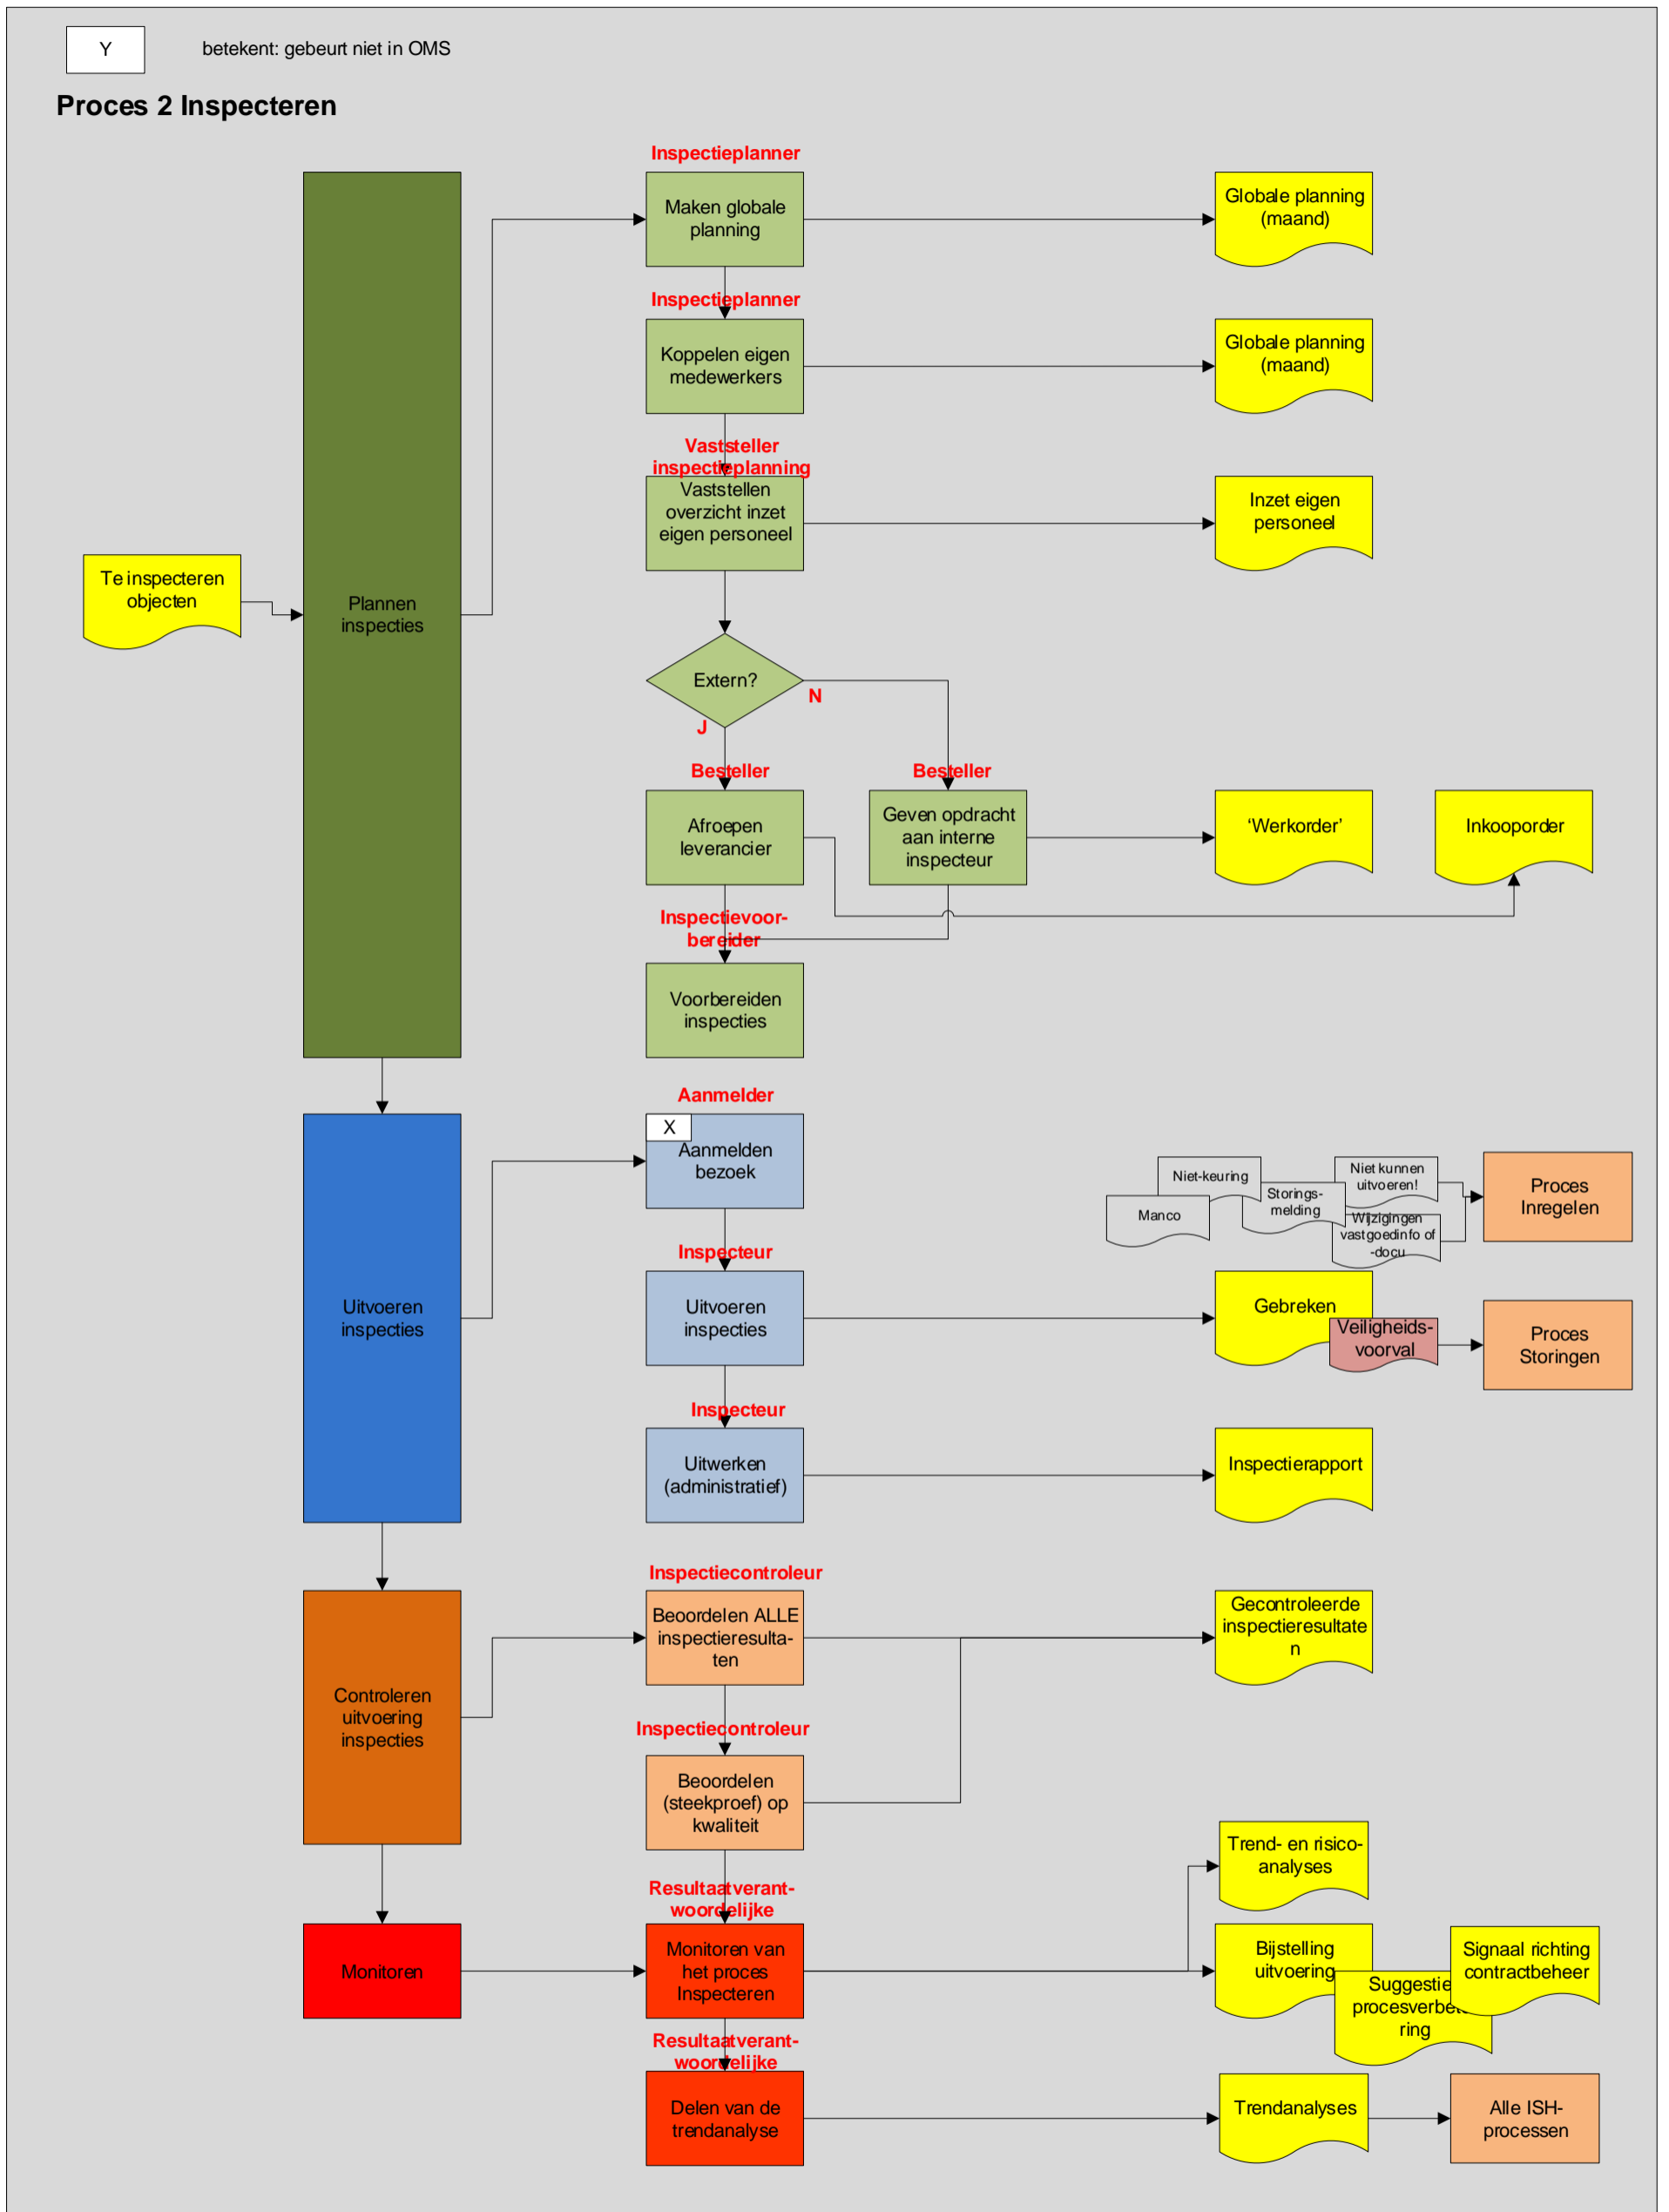 Y
betekent: gebeurt niet in OMS
Proces 2 Inspecteren
Inspectieplanner
Maken globale
planning
Globale planning
(maand)
Inspectieplanner
Koppelen eigen
medewerkers
Globale planning
(maand)
Vaststeller
inspectieplanning
Vaststellen
overzicht inzet
eigen personeel
Inzet eigen
personeel
Te inspecteren
objecten
Plannen
inspecties
Extern?
N
J
Besteller
Besteller
Afroepen
leverancier
Geven opdracht
aan interne
inspecteur
‘Werkorder’
Inkooporder
Inspectievoor-
bereider
Voorbereiden
inspecties
Aanmelder
X
Aanmelden
bezoek
Niet-keuring
Manco
Storings-
melding
Niet kunnen
uitvoeren!
Wijzigingen
vastgoedinfo of
-docu
Proces
Inregelen
Uitvoeren
inspecties
Inspecteur
Uitvoeren
inspecties
Gebreken
Veiligheids-
voorval
Proces
Storingen
Inspecteur
Uitwerken
(administratief)
Inspectierapport
Inspectiecontroleur
Beoordelen ALLE
inspectieresulta-
ten
Gecontroleerde
inspectieresultate
n
Controleren
uitvoering
inspecties
Inspectiecontroleur
Beoordelen
(steekproef) op
kwaliteit
Trend- en risico-
analyses
Resultaatverant-
woordelijke
Monitoren
Monitoren van
het proces
Inspecteren
Bijstelling
uitvoering
Suggestie
procesverbete
ring
Signaal richting
contractbeheer
Resultaatverant-
woordelijke
Delen van de
trendanalyse
Trendanalyses
Alle ISH-
processen